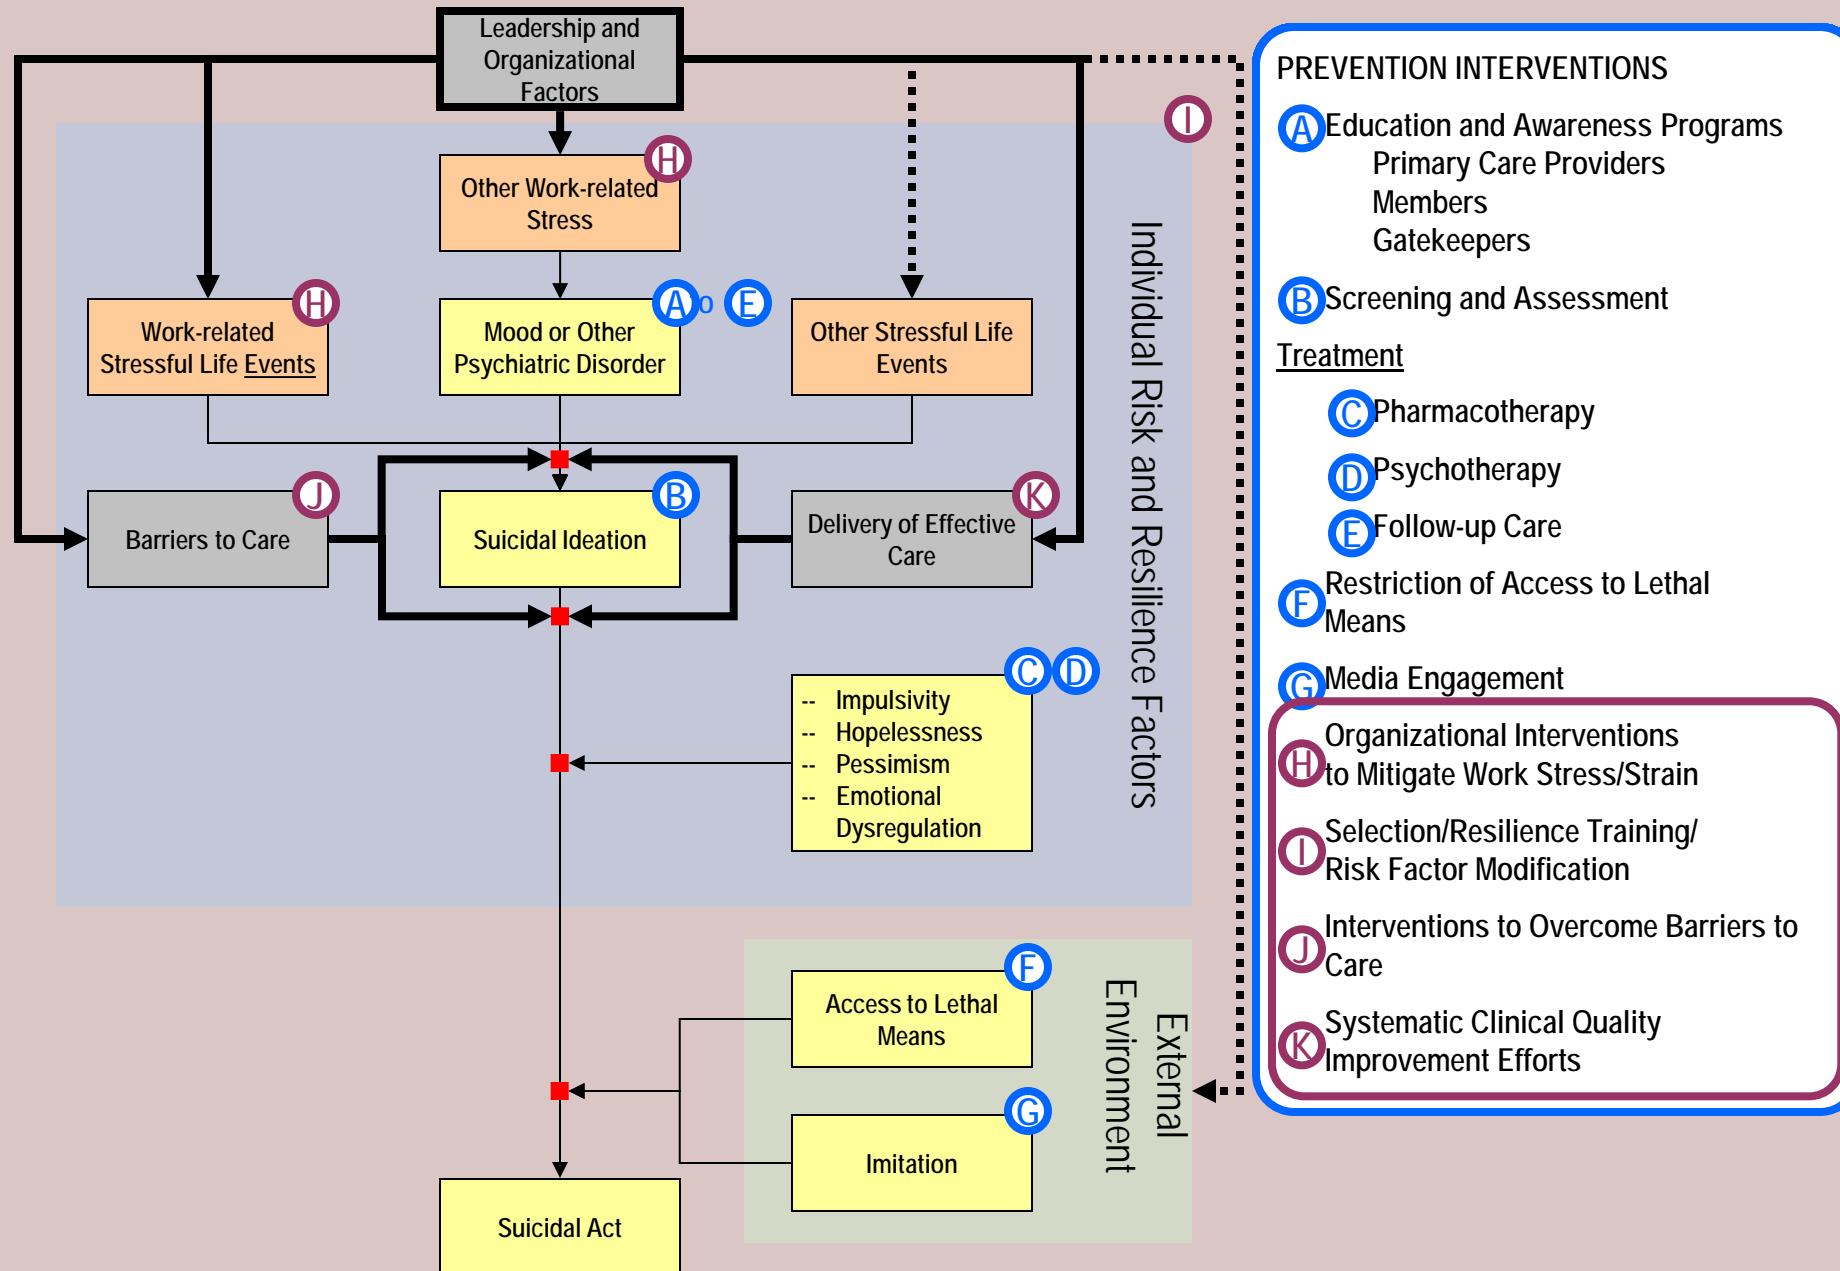 Leadership and
Organizational
Factors
I
H
Other Work-related
Stress
H
Work-related
Stressful Life Events
A to E
Mood or Other
Psychiatric Disorder
Other Stressful Life
Events
J
Barriers to Care
B
Suicidal Ideation
K
Delivery of Effective
Care
C D
-- Impulsivity
-- Hopelessness
-- Pessimism
-- Emotional
Dysregulation
Individual Risk and Resilience Factors
F
Access to Lethal
Means
G
Imitation
External
Environment
Suicidal Act
PREVENTION INTERVENTIONS
A Education and Awareness Programs
Primary Care Providers
Members
Gatekeepers
B Screening and Assessment
Treatment
C Pharmacotherapy
D Psychotherapy
E Follow-up Care
F Restriction of Access to Lethal
Means
G Media Engagement
H Organizational Interventions
to Mitigate Work Stress/Strain
I Selection/Resilience Training/
Risk Factor Modification
J Interventions to Overcome Barriers to
Care
K Systematic Clinical Quality
Improvement Efforts